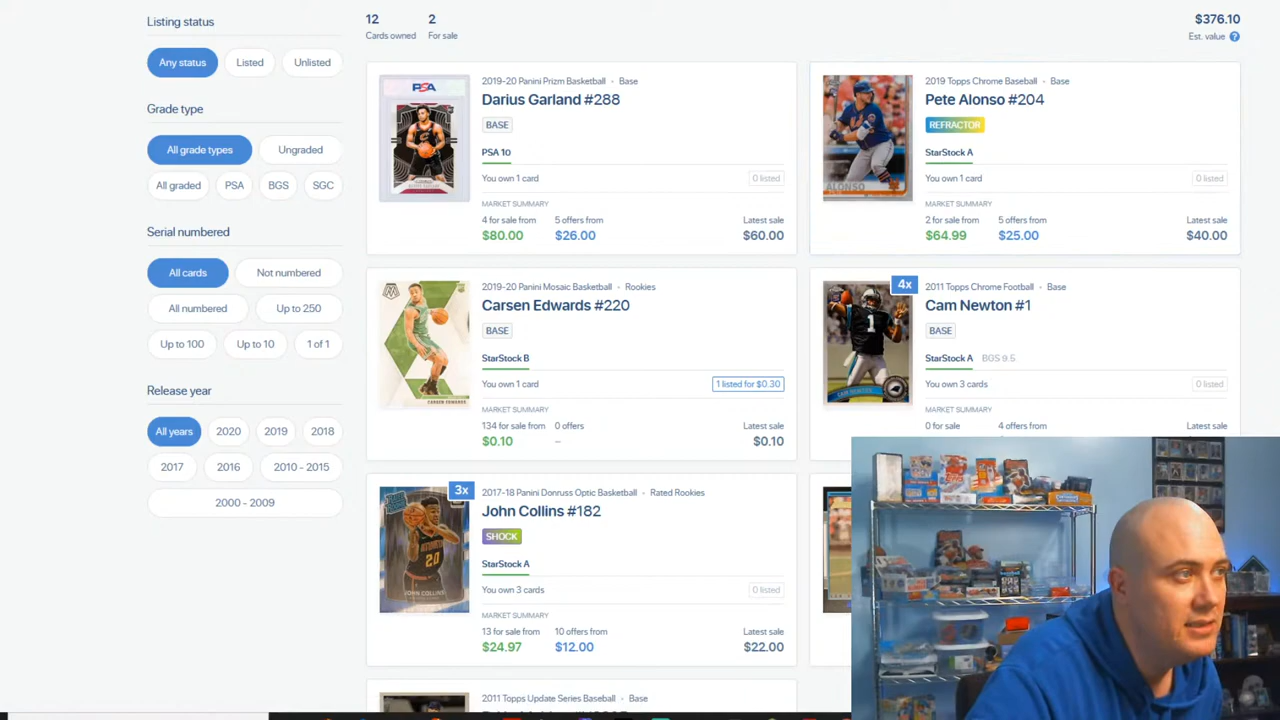 Listing status
Any status Listed Unlisted
Grade type
All grade types Ungraded
All graded PSA BGS SGC
Serial numbered
All cards Not numbered
All numbered Up to 250
Up to 100 Up to 10 1 of 1
Release year
All years 2020 2019 2018
2017 2016 2010 - 2015
2000 - 2009
12 2
Cards owned For sale
$376.10
Est. value ?
PSA
2019-20 Panini Prizm Basketball • Base
Darius Garland #288
BASE
PSA 10
You own 1 card 0 listed
MARKET SUMMARY
4 for sale from 5 offers from Latest sale
$80.00 $26.00 $60.00
ALONSO
2019 Topps Chrome Baseball • Base
Pete Alonso #204
REFRACTOR
StarStock A
You own 1 card 0 listed
MARKET SUMMARY
2 for sale from 5 offers from Latest sale
$64.99 $25.00 $40.00
CARSEN EDWARDS
2019-20 Panini Mosaic Basketball • Rookies
Carsen Edwards #220
BASE
StarStock B
You own 1 card 1 listed for $0.30
MARKET SUMMARY
134 for sale from 0 offers Latest sale
$0.10 – $0.10
4x
1
2011 Topps Chrome Football • Base
Cam Newton #1
BASE
StarStock A BGS 9.5
You own 3 cards 0 listed
MARKET SUMMARY
0 for sale 4 offers from Latest sale
3x
20
JOHN COLLINS
2017-18 Panini Donruss Optic Basketball • Rated Rookies
John Collins #182
SHOCK
StarStock A
You own 3 cards 0 listed
MARKET SUMMARY
13 for sale from 10 offers from Latest sale
$24.97 $12.00 $22.00
2011 Topps Update Series Baseball • Base